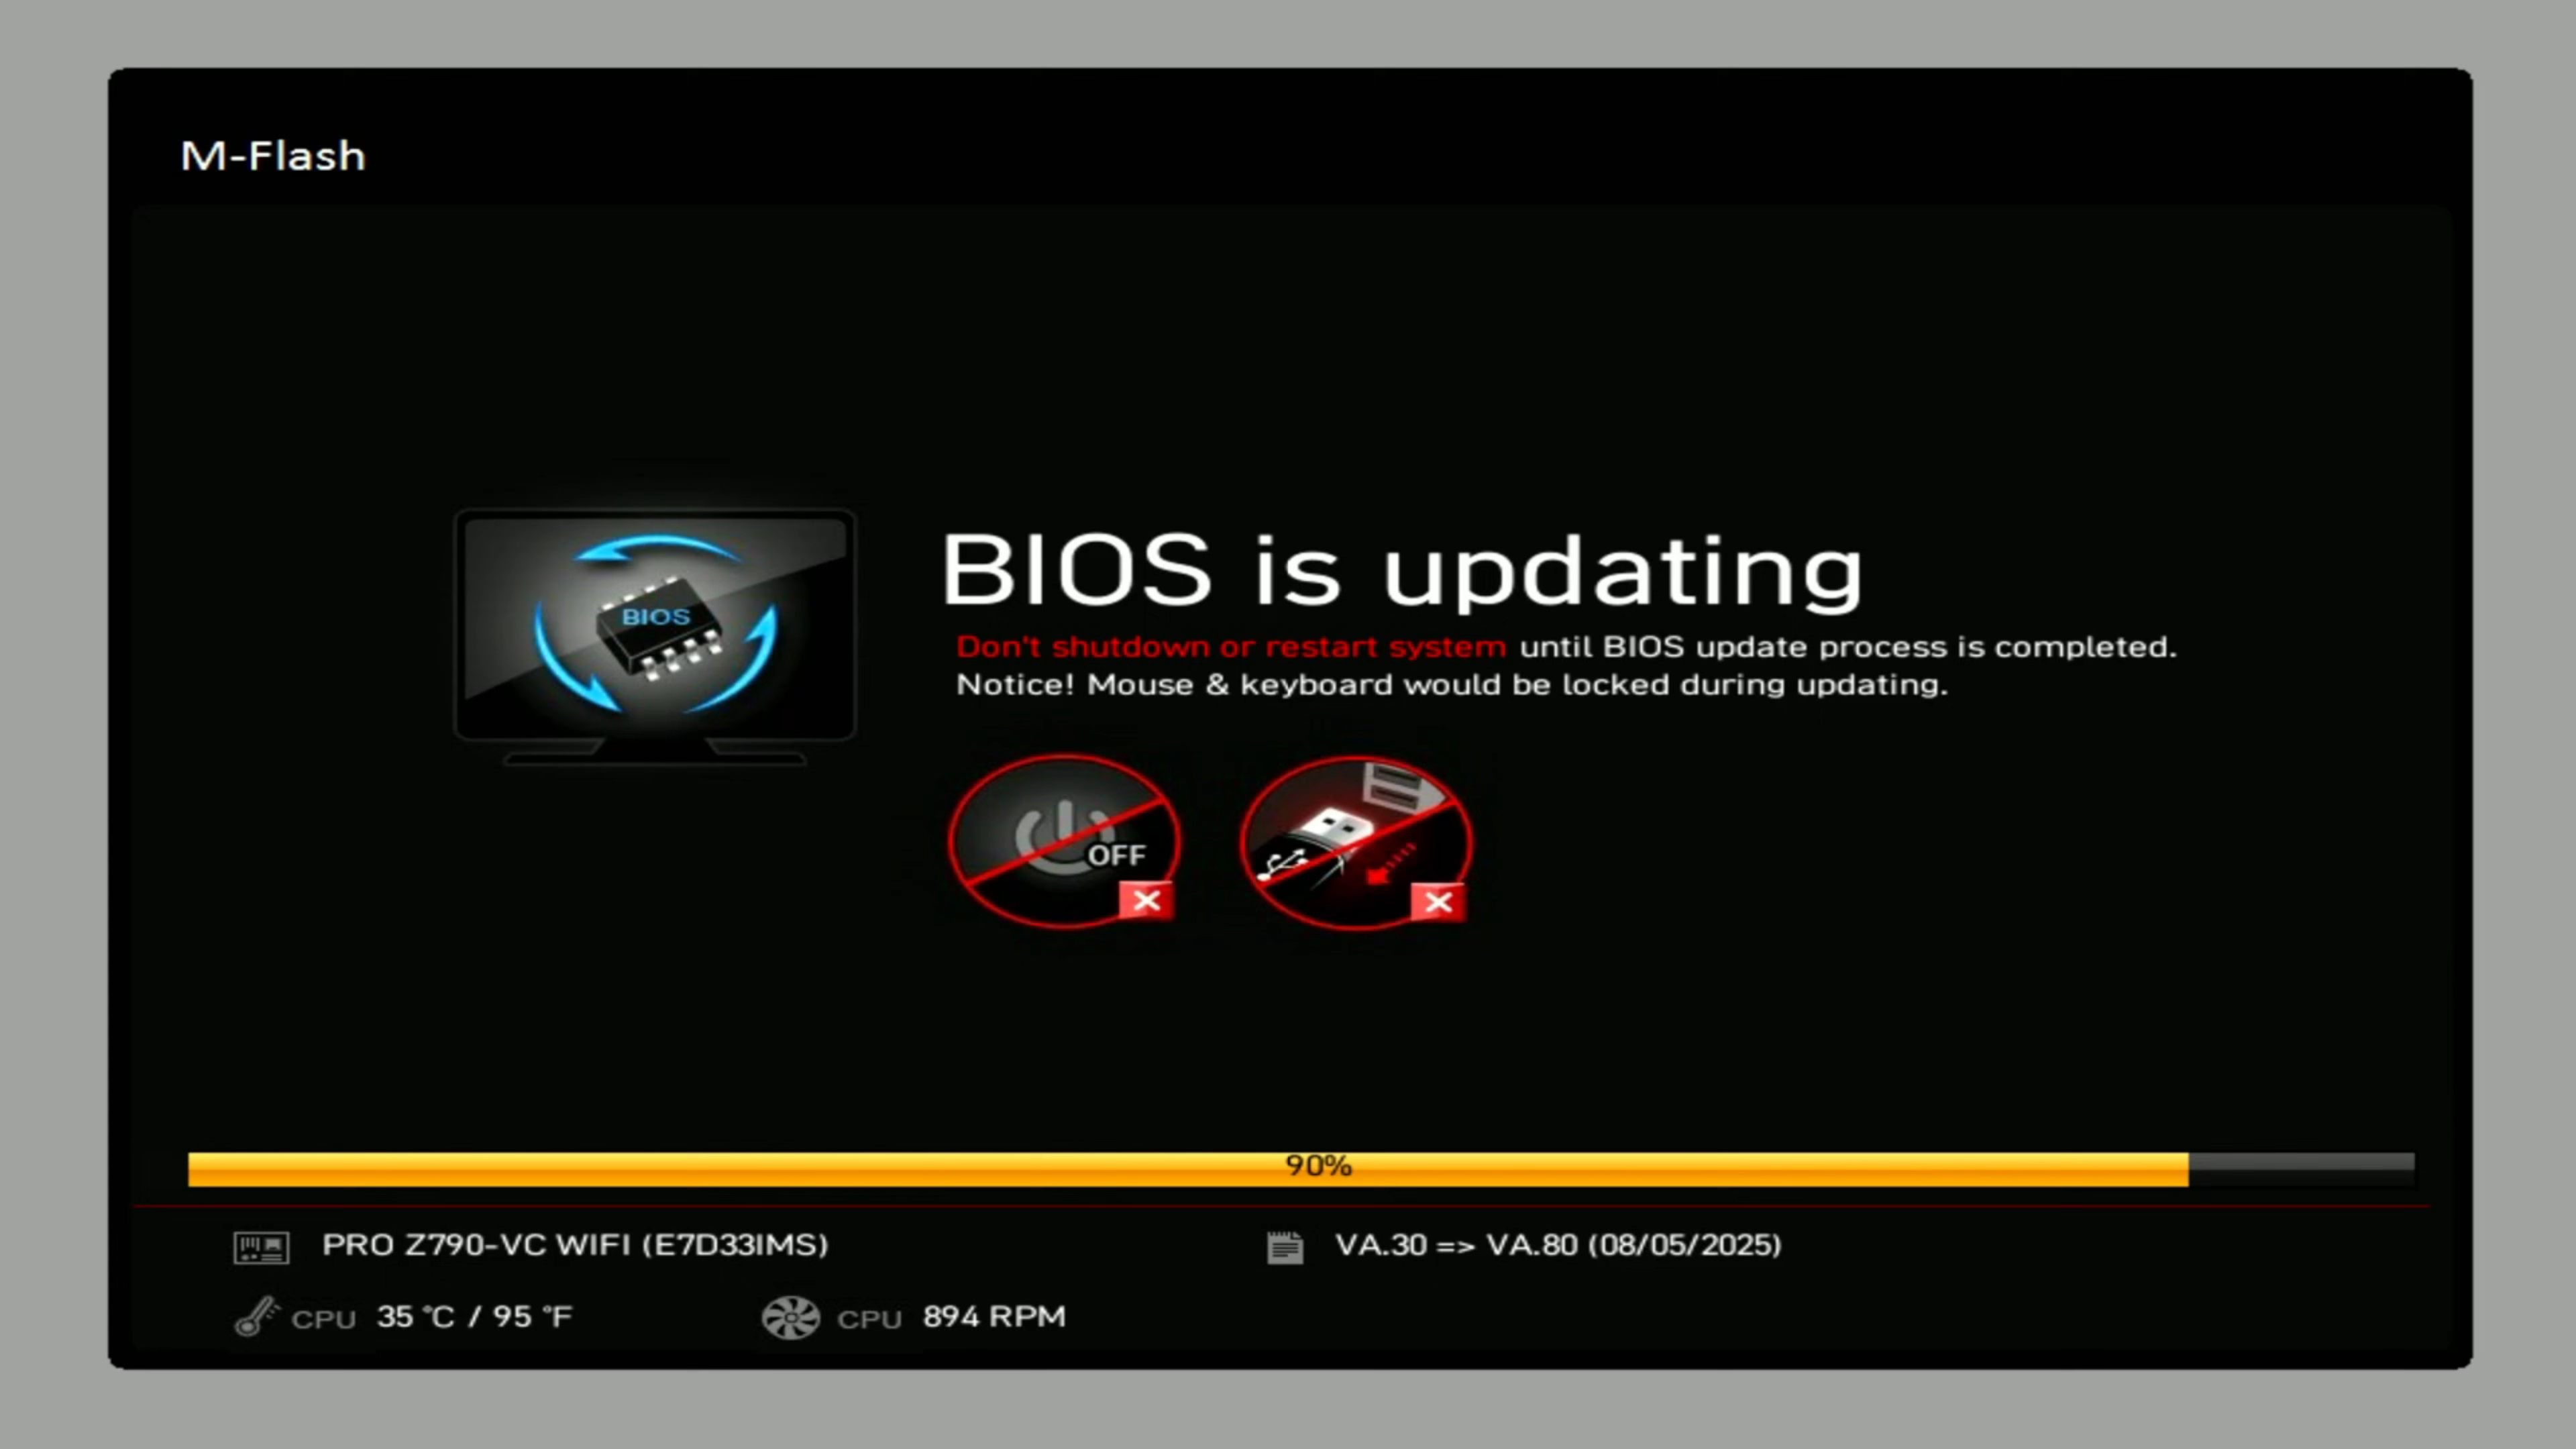 M-Flash
BIOS
BIOS is updating
Don't shutdown or restart system until BIOS update process is completed.
Notice! Mouse & keyboard would be locked during updating.
OFF
90%
PRO Z790-VC WIFI (E7D33IMS)
VA.30 => VA.80 (08/05/2025)
CPU 35 °C / 95 °F
CPU 894 RPM